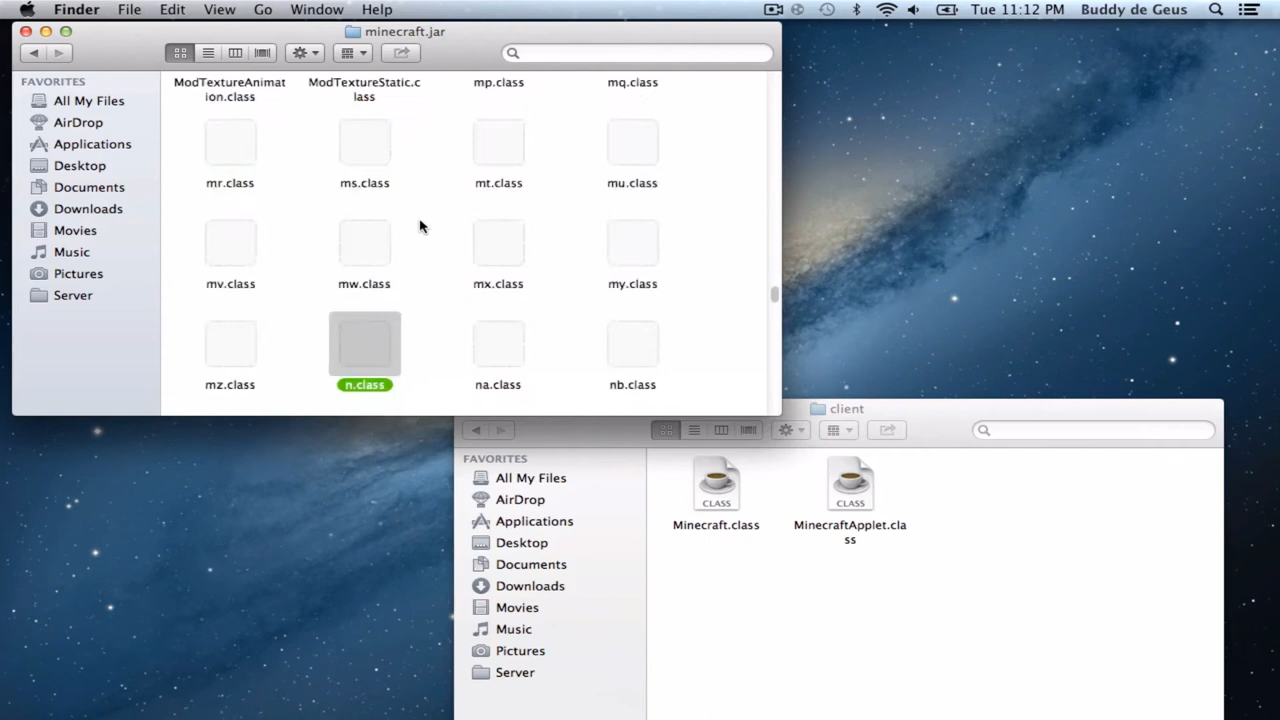 Finder File Edit View Go Window Help Tue 11:12 PM Buddy de Geus
minecraft.jar
FAVORITES
All My Files
AirDrop
Applications
Desktop
Documents
Downloads
Movies
Music
Pictures
Server
ModTextureAnimat
ion.class
ModTextureStatic.c
lass
mp.class
mq.class
mr.class
ms.class
mt.class
mu.class
mv.class
mw.class
mx.class
my.class
mz.class
n.class
na.class
nb.class
client
FAVORITES
All My Files
AirDrop
Applications
Desktop
Documents
Downloads
Movies
Music
Pictures
Server
CLASS
Minecraft.class
CLASS
MinecraftApplet.cla
ss